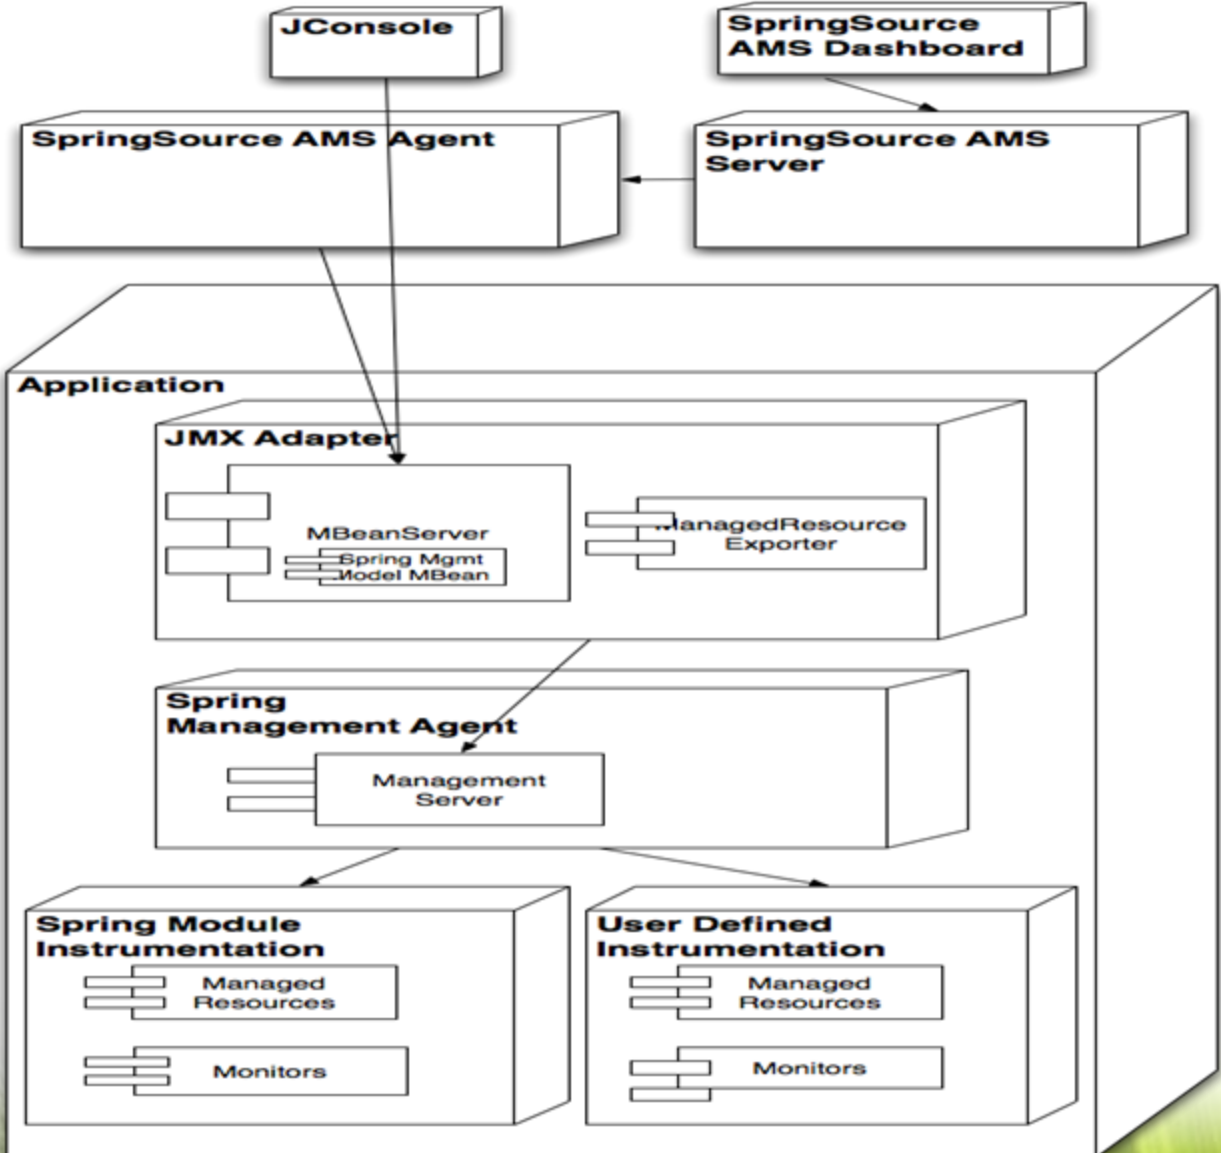 JConsole
SpringSource
AMS Dashboard
SpringSource AMS Agent
SpringSource AMS
Server
Application
JMX Adapter
MBeanServer
Spring Mgmt
Model MBean
ManagedResource
Exporter
Spring
Management Agent
Management
Server
Spring Module
Instrumentation
Managed
Resources
Monitors
User Defined
Instrumentation
Managed
Resources
Monitors